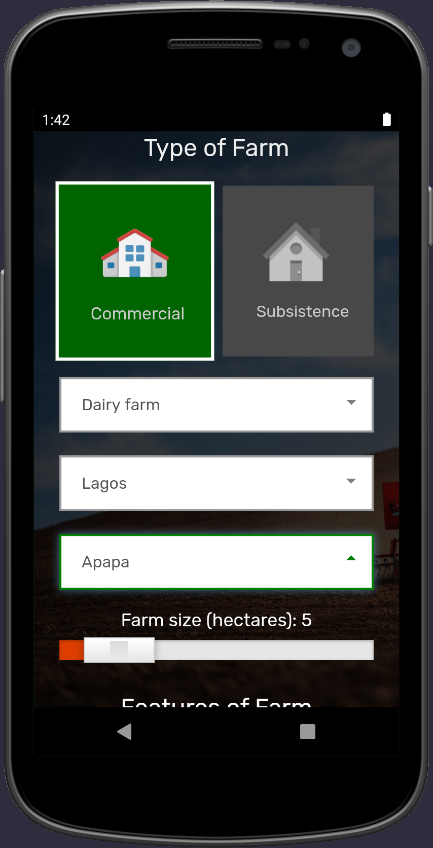 1:42
Type of Farm
Commercial
Subsistence
Dairy farm
Lagos
Apapa
Farm size (hectares): 5
Features of Farm